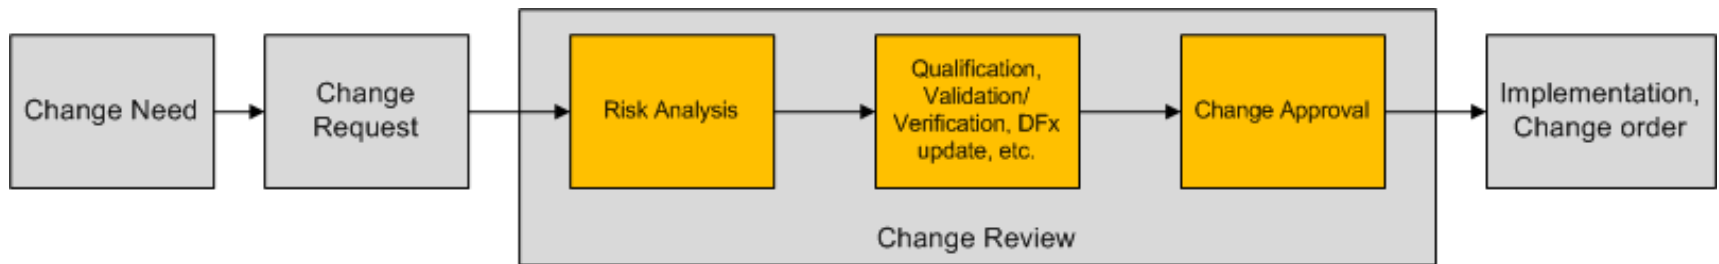 Change Need
Change
Request
Risk Analysis
Qualification,
Validation/
Verification, DFx
update, etc.
Change Approval
Implementation,
Change order
Change Review